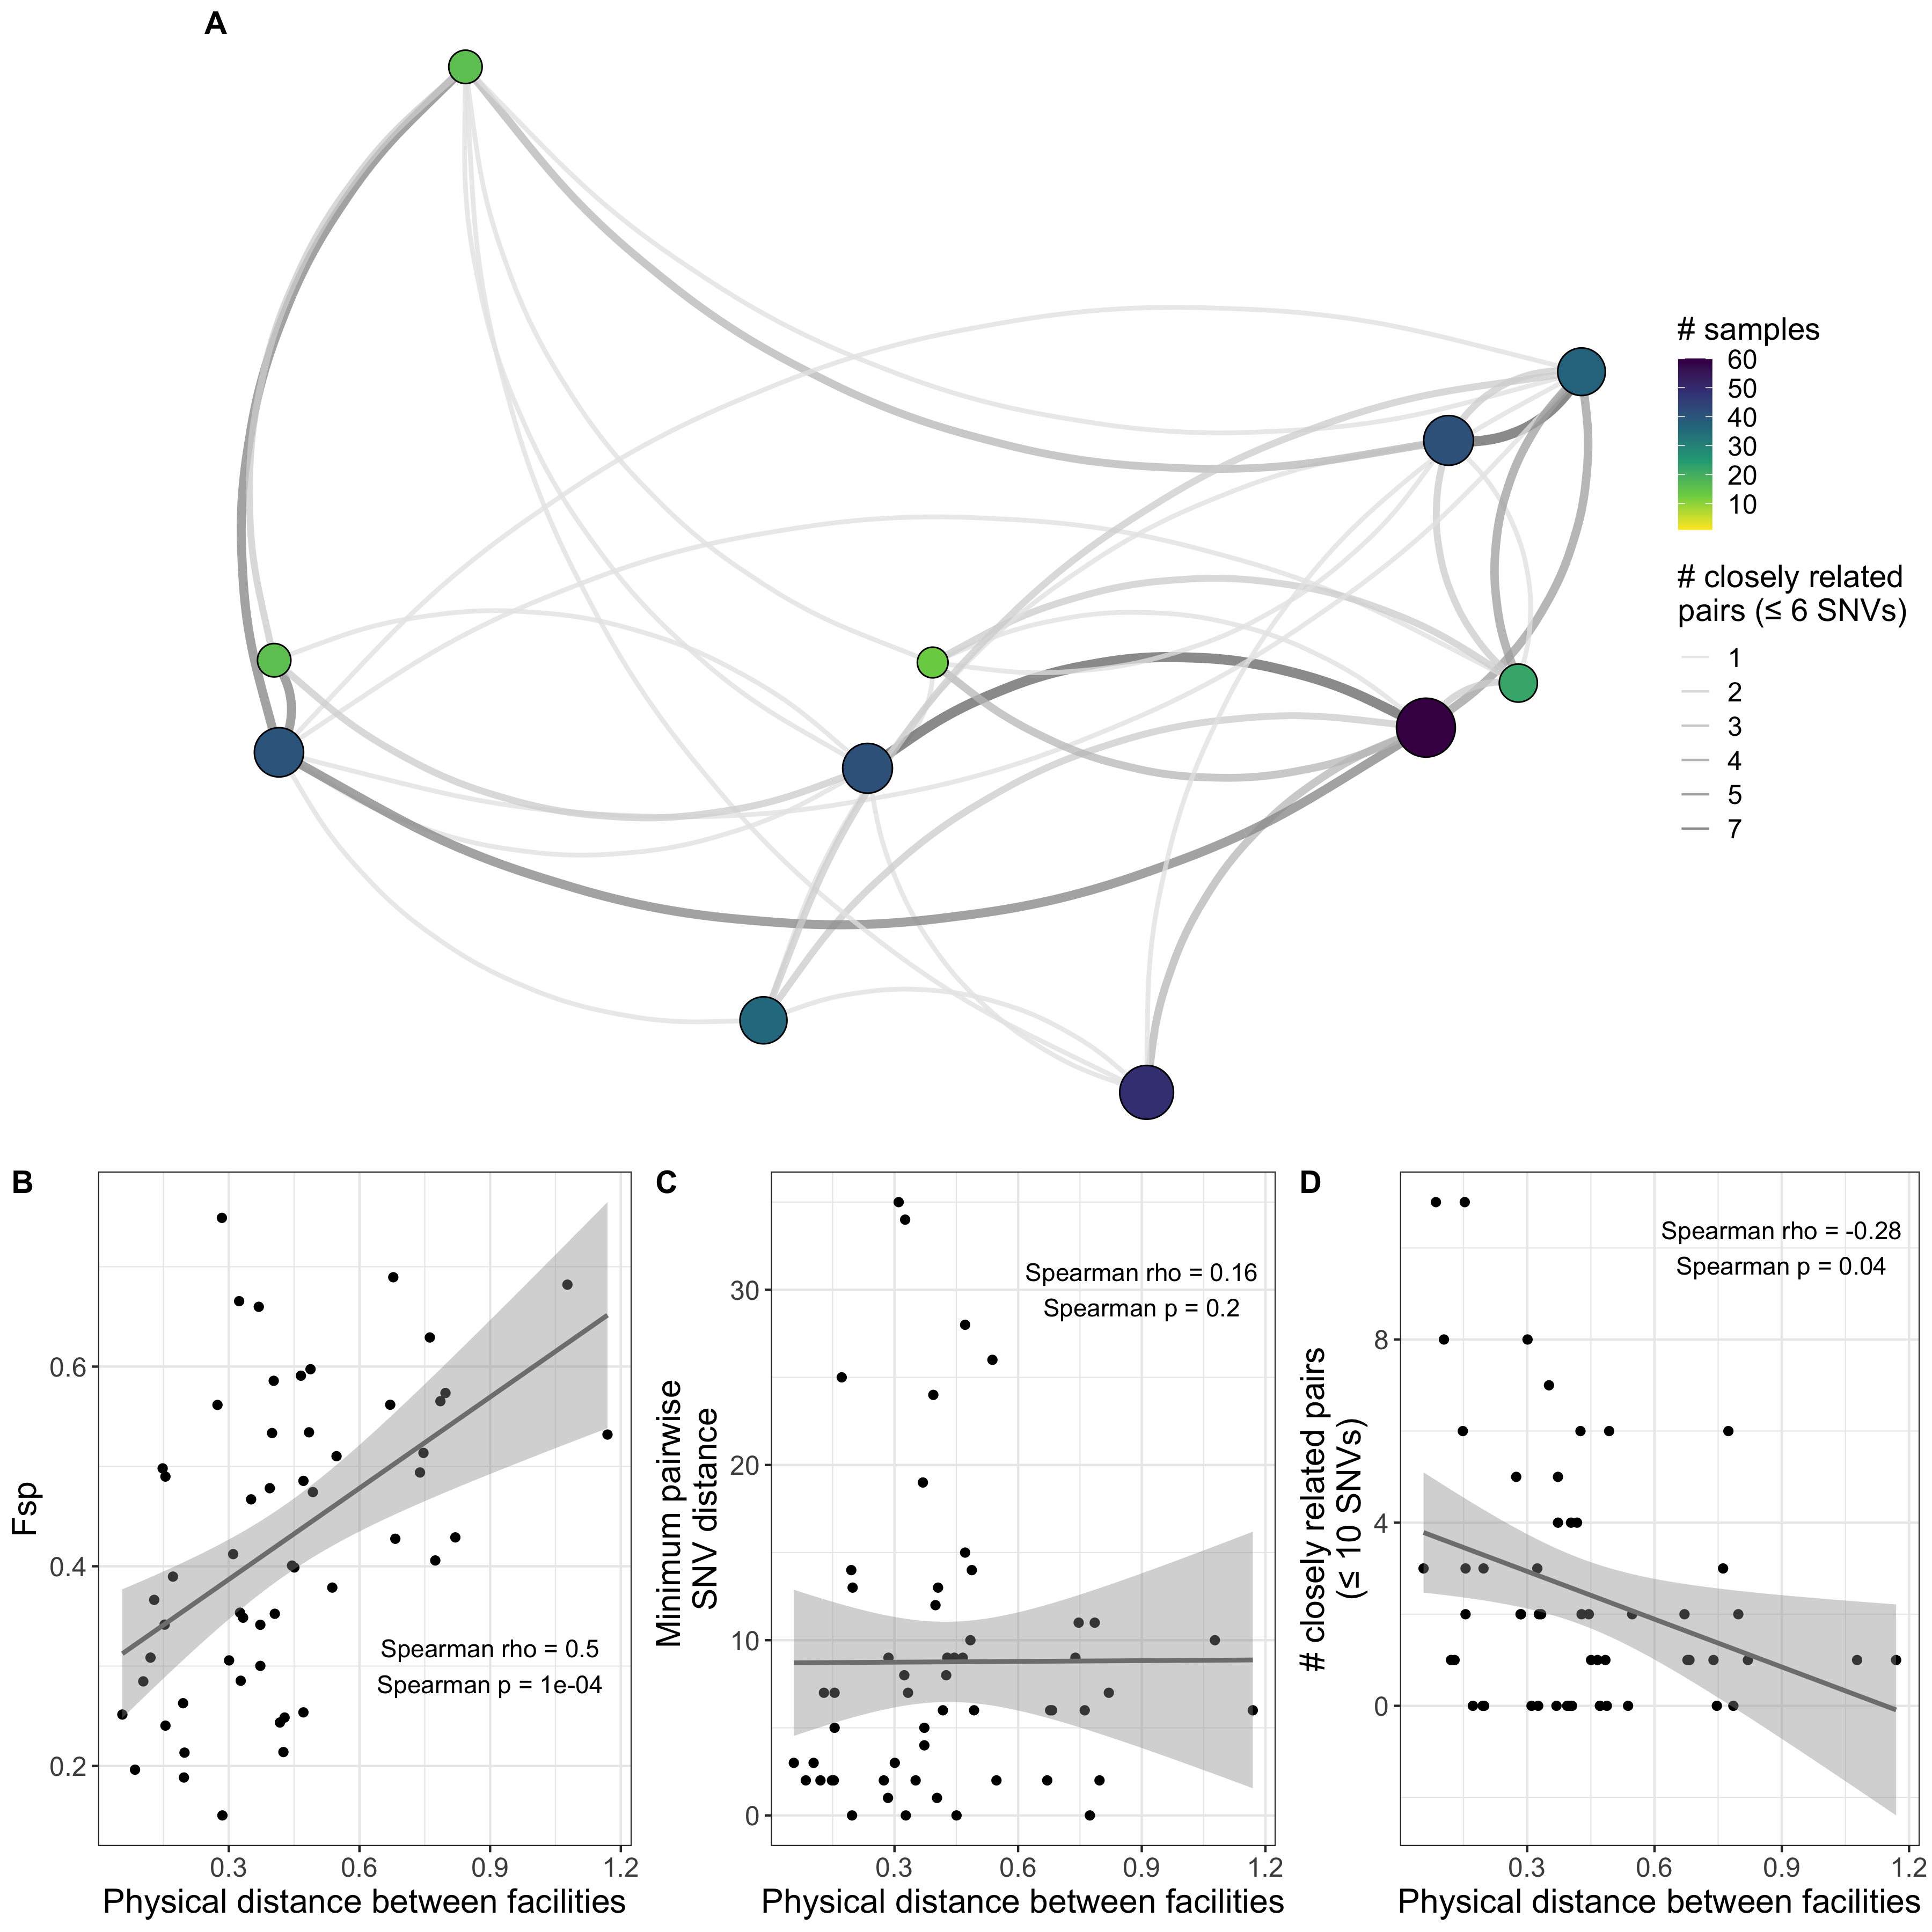 A
# samples
60
50
40
30
20
10
# closely related
pairs (≤ 6 SNVs)
1
2
3
4
5
7
B
Fsp
0.6
0.4
0.2
Spearman rho = 0.5
Spearman p = 1e-04
0.3
0.6
0.9
1.2
Physical distance between facilities
C
Minimum pairwise
SNV distance
30
20
10
0
Spearman rho = 0.16
Spearman p = 0.2
0.3
0.6
0.9
1.2
Physical distance between facilities
D
# closely related pairs
(≤ 10 SNVs)
8
4
0
Spearman rho = -0.28
Spearman p = 0.04
0.3
0.6
0.9
1.2
Physical distance between facilities